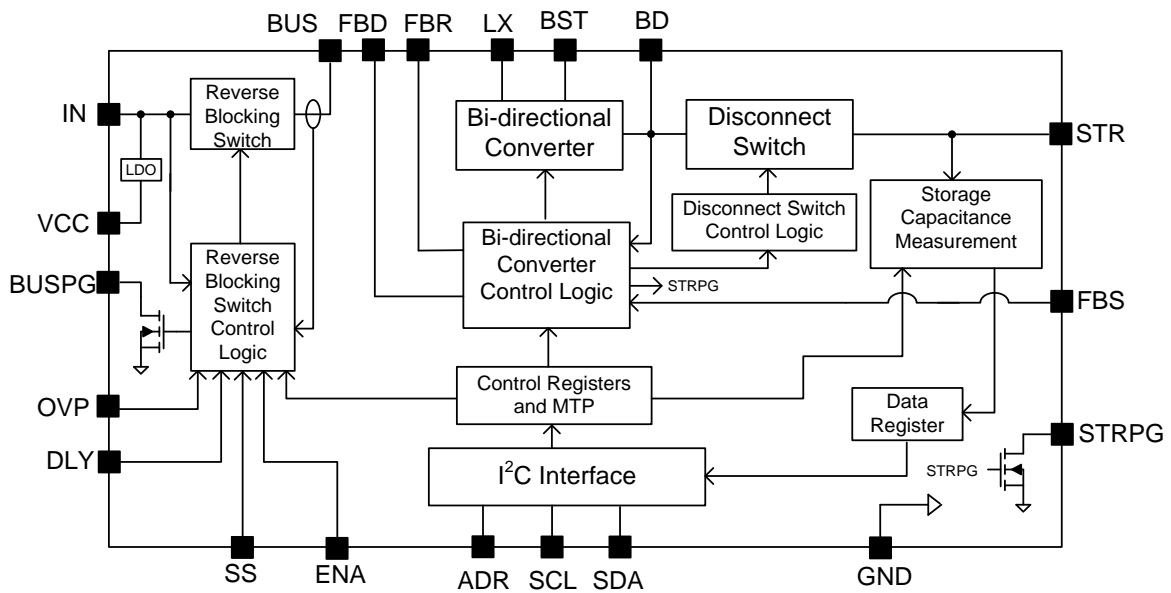 BUS FBD FBR LX BST BD
IN
Reverse
Blocking
Switch
Bi-directional
Converter
Disconnect
Switch
STR
LDO
VCC
BUSPG
Reverse
Blocking
Switch
Control
Logic
Bi-directional
Converter
Control Logic
Disconnect Switch
Control Logic
Storage
Capacitance
Measurement
STRPG
FBS
OVP
DLY
Control Registers
and MTP
Data
Register
STRPG
STRPG
I²C Interface
SS ENA ADR SCL SDA GND